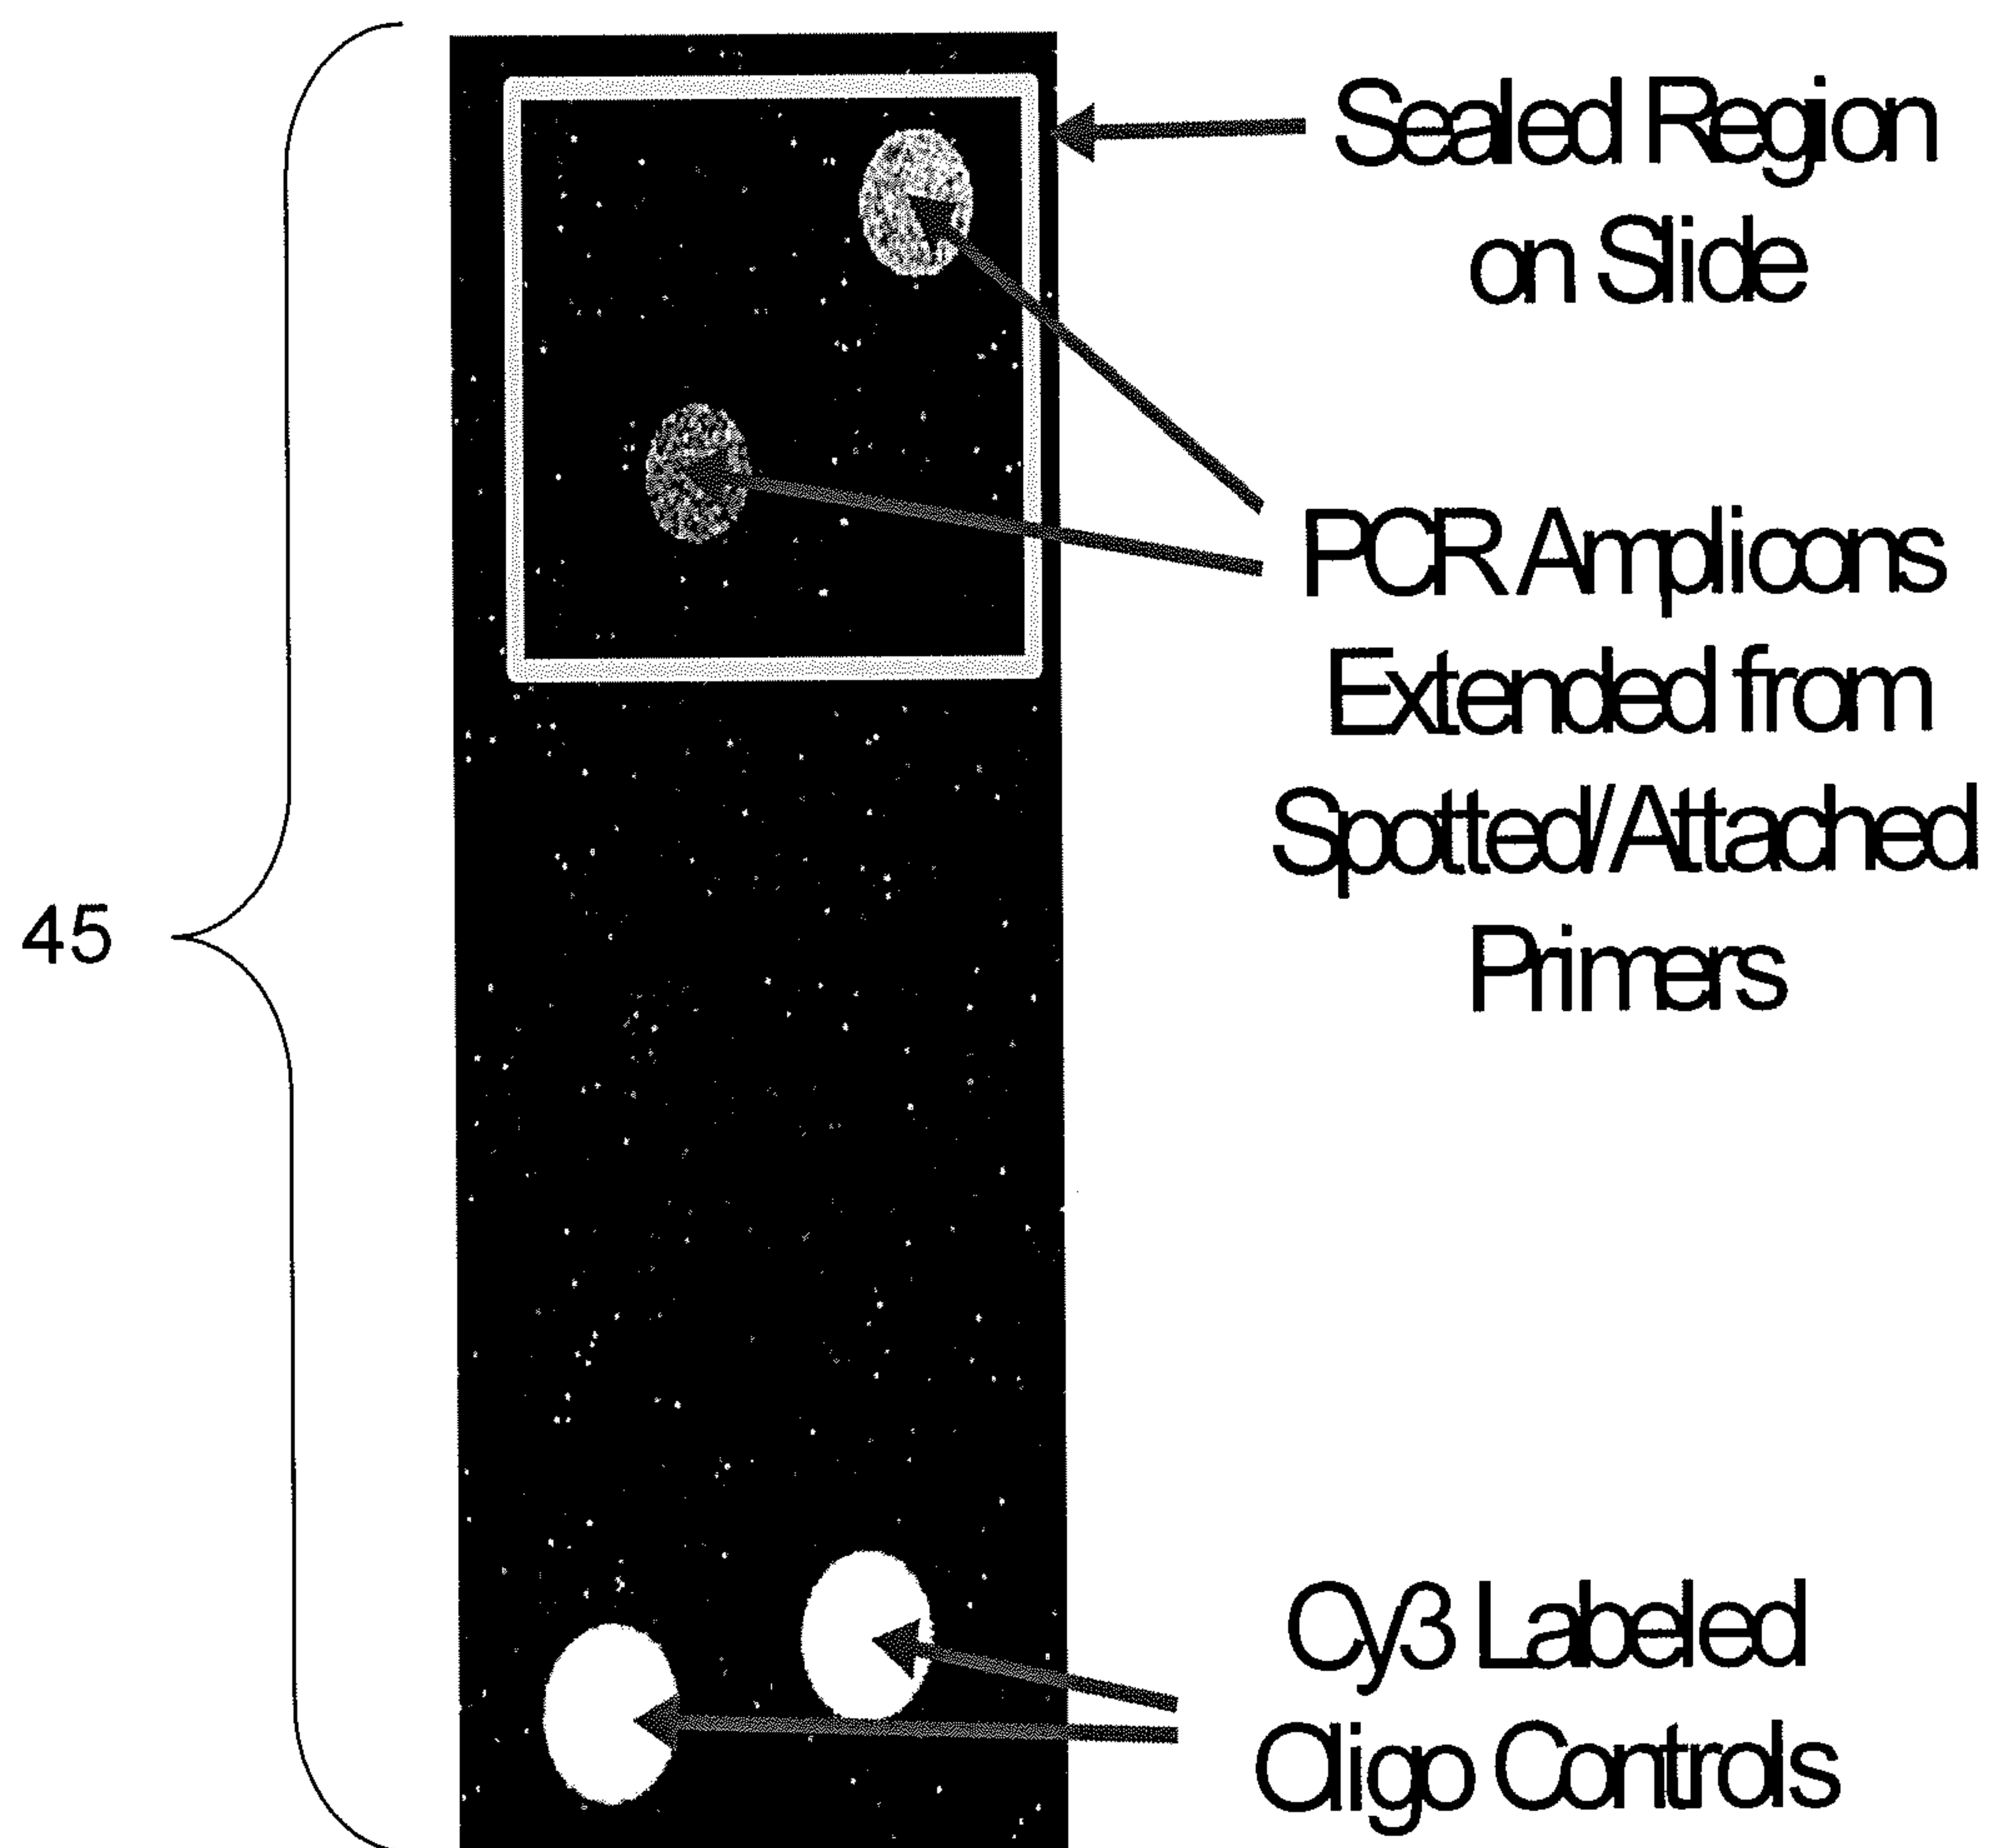 Sealed Region
on Slide
PCR Amplicons
Extended from
Spotted/Attached
Primers
45
Cy3 Labeled
Oligo Controls